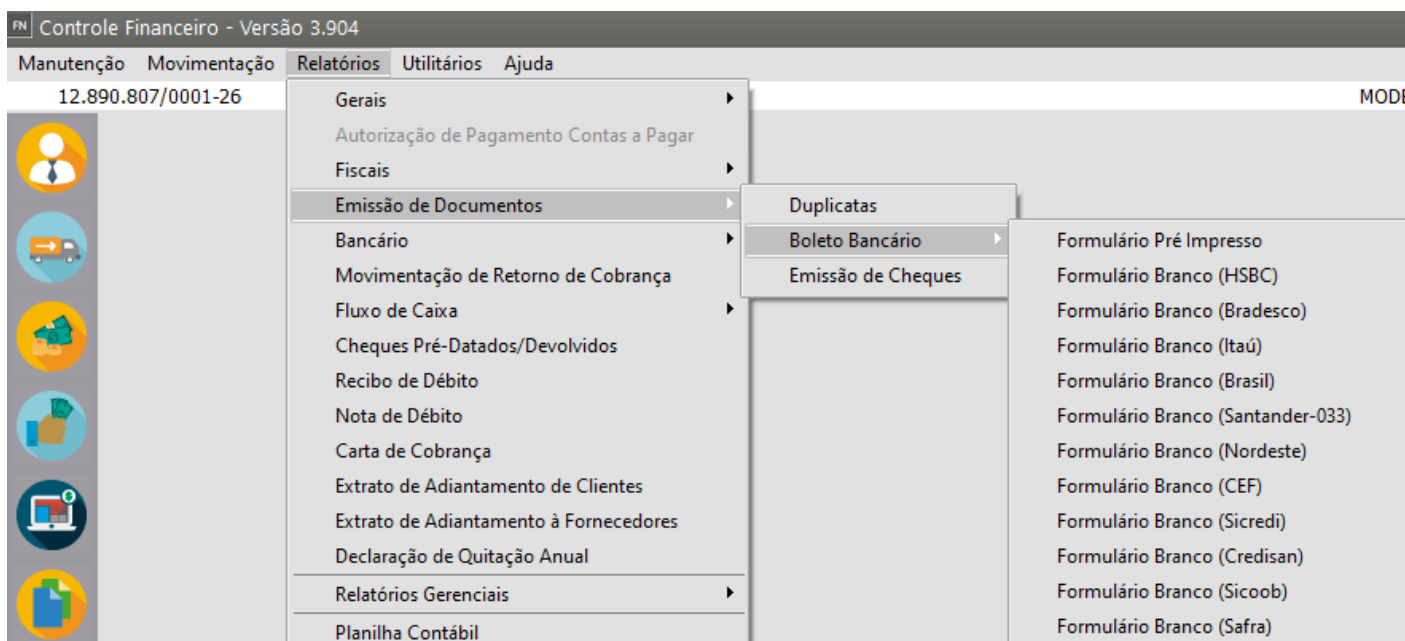 FN Controle Financeiro - Versão 3.904
Manutenção Movimentação Relatórios Utilitários Ajuda
12.890.807/0001-26
Gerais
Autorização de Pagamento Contas a Pagar
Fiscais
Emissão de Documentos
Bancário
Movimentação de Retorno de Cobrança
Fluxo de Caixa
Cheques Pré-Datados/Devolvidos
Recibo de Débito
Nota de Débito
Carta de Cobrança
Extrato de Adiantamento de Clientes
Extrato de Adiantamento à Fornecedores
Declaração de Quitação Anual
Relatórios Gerenciais
Planilha Contábil
Duplicatas
Boleto Bancário
Emissão de Cheques
Formulário Pré Impresso
Formulário Branco (HSBC)
Formulário Branco (Bradesco)
Formulário Branco (Itaú)
Formulário Branco (Brasil)
Formulário Branco (Santander-033)
Formulário Branco (Nordeste)
Formulário Branco (CEF)
Formulário Branco (Sicredi)
Formulário Branco (Credisan)
Formulário Branco (Sicoob)
Formulário Branco (Safra)